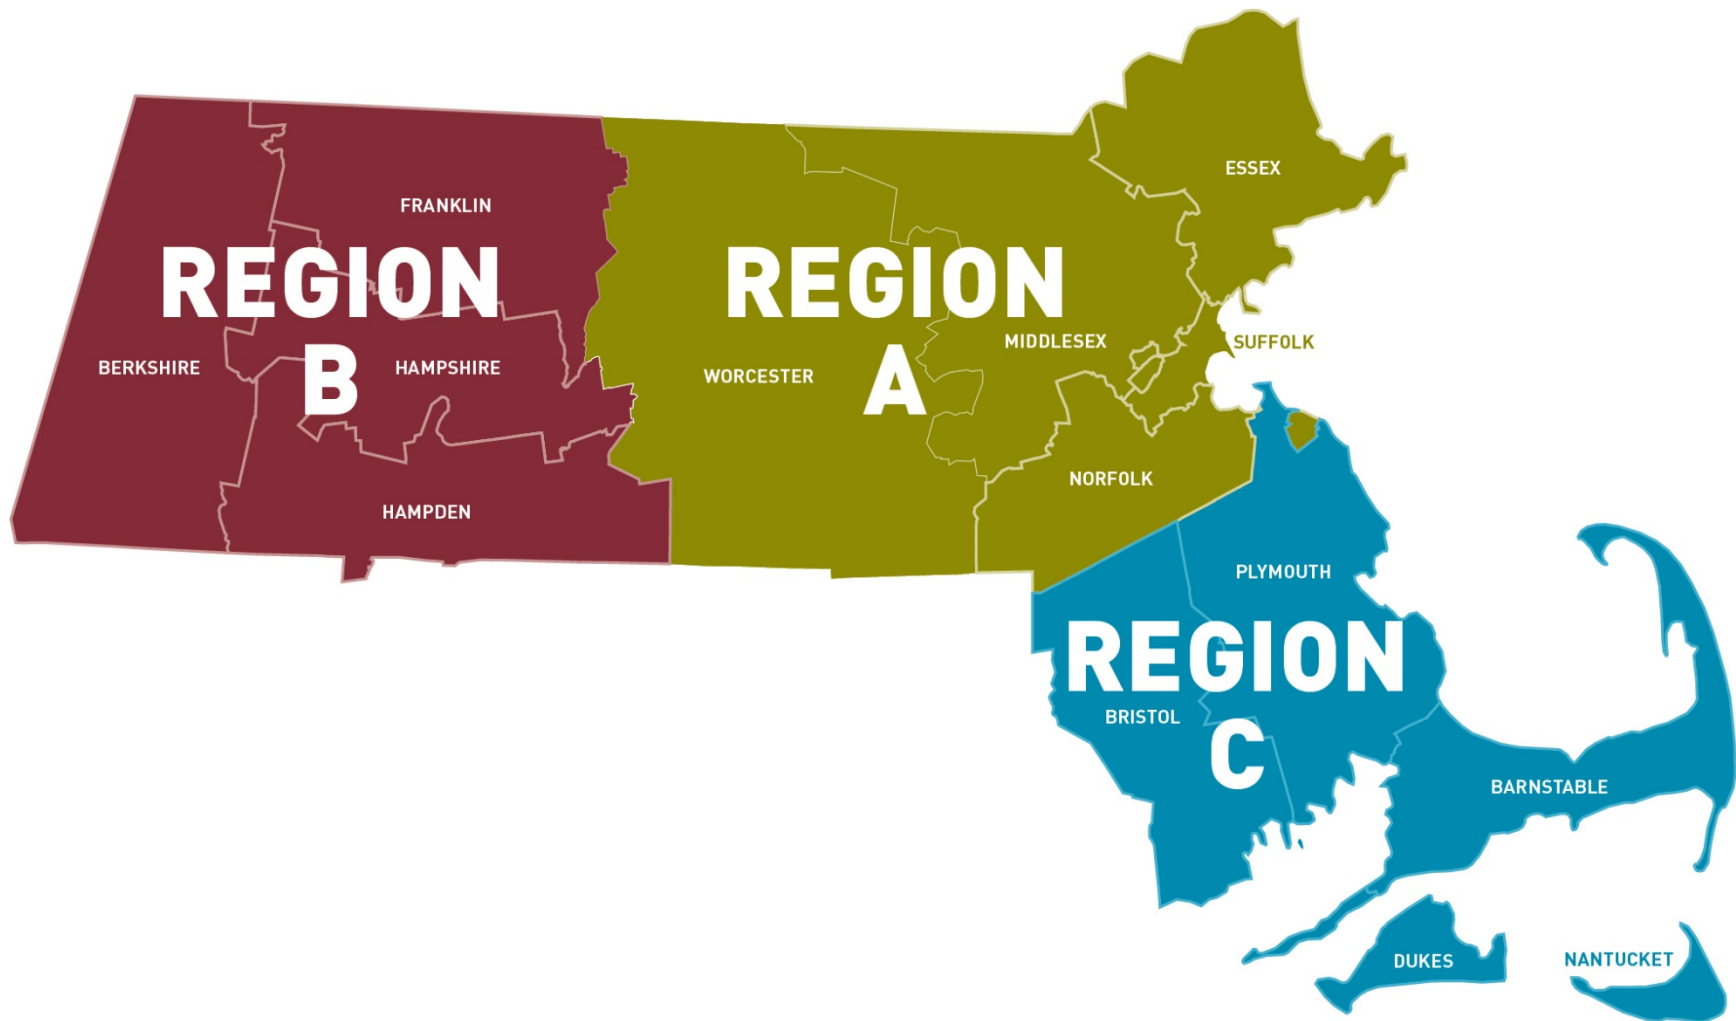 ESSEX
FRANKLIN
REGION
B
BERKSHIRE
HAMPSHIRE
HAMPDEN
REGION
A
MIDDLESEX
WORCESTER
SUFFOLK
NORFOLK
PLYMOUTH
REGION
C
BRISTOL
BARNSTABLE
DUKES
NANTUCKET